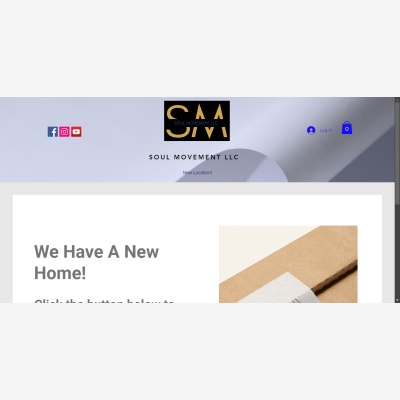 SM
SOUL MOVEMENT LLC
Log In
0
SOUL MOVEMENT LLC
New Location!
We Have A New
Home!
Click the button below to